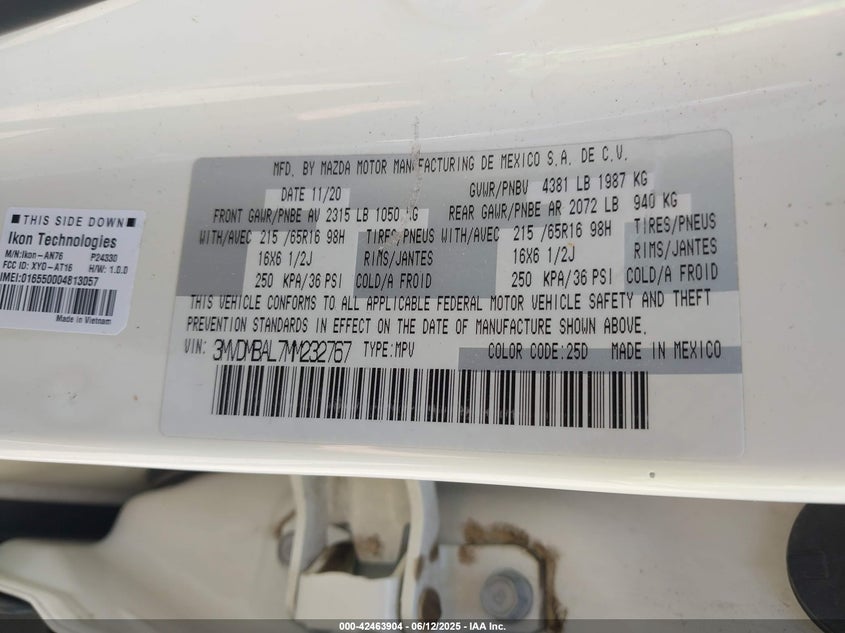 MFD. BY MAZDA MOTOR MANUFACTURING DE MEXICO S.A. DE C.V.
DATE 11/20 GVWR/PNBV 4381 LB 1987 KG
FRONT GAWR/PNBE AV 2315 LB 1050 KG REAR GAWR/PNBE AR 2072 LB 940 KG
WITH/AVEC 215 /65R16 98H TIRES/PNEUS WITH/AVEC 215 /65R16 98H TIRES/PNEUS
16X6 1/2J RIMS/JANTES 16X6 1/2J RIMS/JANTES
250 KPA/36 PSI COLD/A FROID 250 KPA/36 PSI COLD/A FROID
THIS VEHICLE CONFORMS TO ALL APPLICABLE FEDERAL MOTOR VEHICLE SAFETY AND THEFT
PREVENTION STANDARDS IN EFFECT ON THE DATE OF MANUFACTURE SHOWN ABOVE.
VIN: 3MVDMBAL7MM232767 TYPE:MPV COLOR CODE:25D MADE IN MEXICO
THIS SIDE DOWN
Ikon Technologies
M/N:Ikon-AN76 P24330
FCC ID: XYO-AT16 H/W: 1.0.0
IMEI:016550004813057
Made in Vietnam
000-42463904 - 06/12/2025 - IAA Inc.